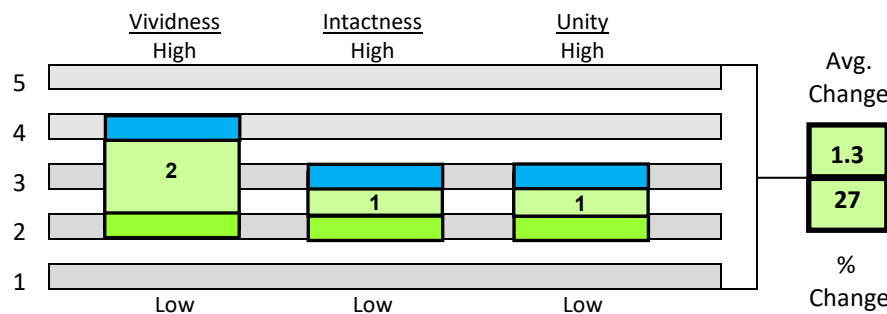 Vividness Intactness Unity
High High High
Avg.
Change
5
4
3
2
1
2
1
1
1.3
27
%
Change
Low Low Low